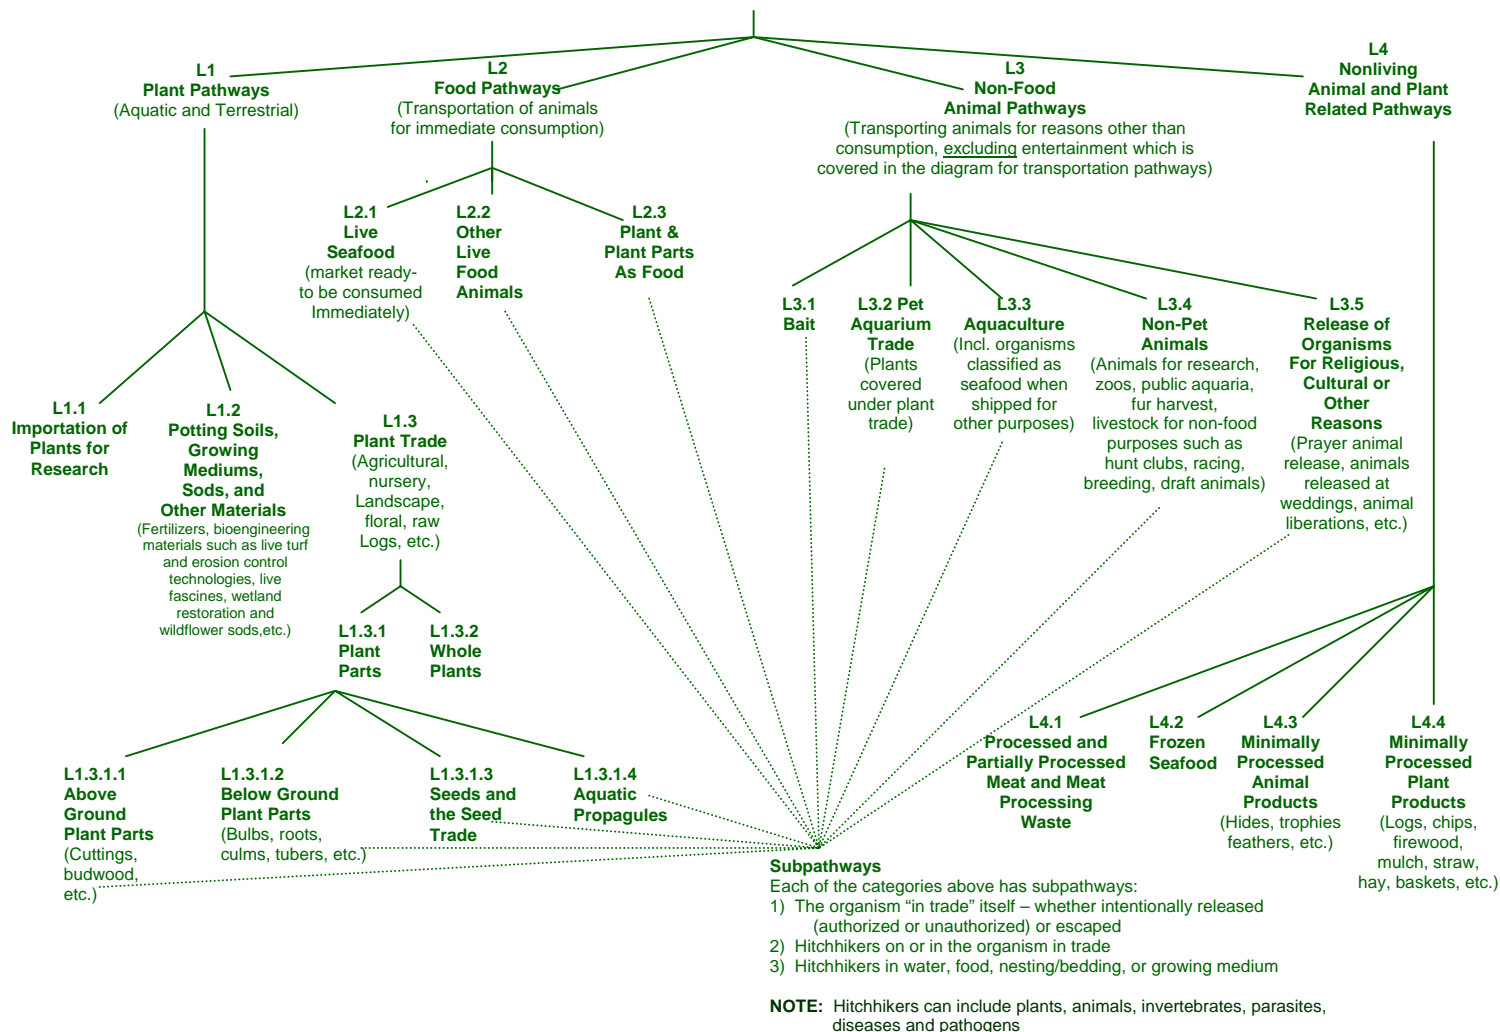 L1
Plant Pathways
(Aquatic and Terrestrial)
L2
Food Pathways
(Transportation of animals
for immediate consumption)
L3
Non-Food
Animal Pathways
(Transporting animals for reasons other than
consumption, excluding entertainment which is
covered in the diagram for transportation pathways)
L4
Nonliving
Animal and Plant
Related Pathways
L2.1
Live
Seafood
(market ready-
to be consumed
Immediately)
L2.2
Other
Live
Food
Animals
L2.3
Plant &
Plant Parts
As Food
L3.1
Bait
L3.2 Pet
Aquarium
Trade
(Plants
covered
under plant
trade)
L3.3
Aquaculture
(Incl. organisms
classified as
seafood when
shipped for
other purposes)
L3.4
Non-Pet
Animals
(Animals for research,
zoos, public aquaria,
fur harvest,
livestock for non-food
purposes such as
hunt clubs, racing,
breeding, draft animals)
L3.5
Release of
Organisms
For Religious,
Cultural or
Other
Reasons
(Prayer animal
release, animals
released at
weddings, animal
liberations, etc.)
L1.1
Importation of
Plants for
Research
L1.2
Potting Soils,
Growing
Mediums,
Sods, and
Other Materials
(Fertilizers, bioengineering
materials such as live turf
and erosion control
technologies, live
fascines, wetland
restoration and
wildflower sods,etc.)
L1.3
Plant Trade
(Agricultural,
nursery,
Landscape,
floral, raw
Logs, etc.)
L1.3.1
Plant
Parts
L1.3.2
Whole
Plants
L1.3.1.1
Above
Ground
Plant Parts
(Cuttings,
budwood,
etc.)
L1.3.1.2
Below Ground
Plant Parts
(Bulbs, roots,
culms, tubers, etc.)
L1.3.1.3
Seeds and
the Seed
Trade
L1.3.1.4
Aquatic
Propagules
L4.1
Processed and
Partially Processed
Meat and Meat
Processing
Waste
L4.2
Frozen
Seafood
L4.3
Minimally
Processed
Animal
Products
(Hides, trophies
feathers, etc.)
L4.4
Minimally
Processed
Plant
Products
(Logs, chips,
firewood,
mulch, straw,
hay, baskets, etc.)
Subpathways
Each of the categories above has subpathways:
1) The organism “in trade” itself – whether intentionally released
(authorized or unauthorized) or escaped
2) Hitchhikers on or in the organism in trade
3) Hitchhikers in water, food, nesting/bedding, or growing medium
NOTE: Hitchhikers can include plants, animals, invertebrates, parasites,
diseases and pathogens